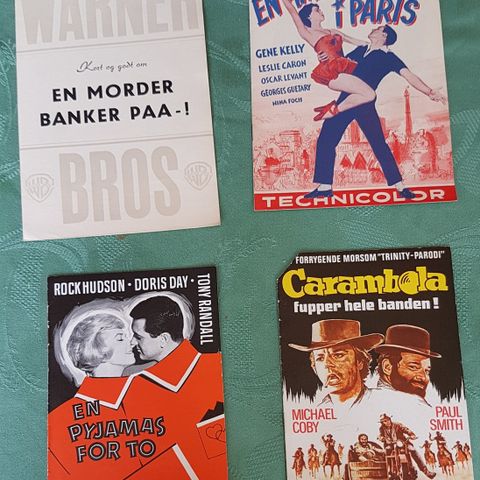 WARNER
Kort og godt om
EN MORDER
BANKER PAA-!
BROS
EN
I PARIS
GENE KELLY
LESLIE CARON
OSCAR LEVANT
GEORGES GUETARY
NINA FOCH
TECHNICOLOR
ROCK HUDSON · DORIS DAY · TONY RANDALL
EN
PYJAMAS
FOR TO
FORRYGENDE MORSOM "TRINITY-PARODI"
Carambola
fupper hele banden!
MICHAEL
COBY
PAUL
SMITH